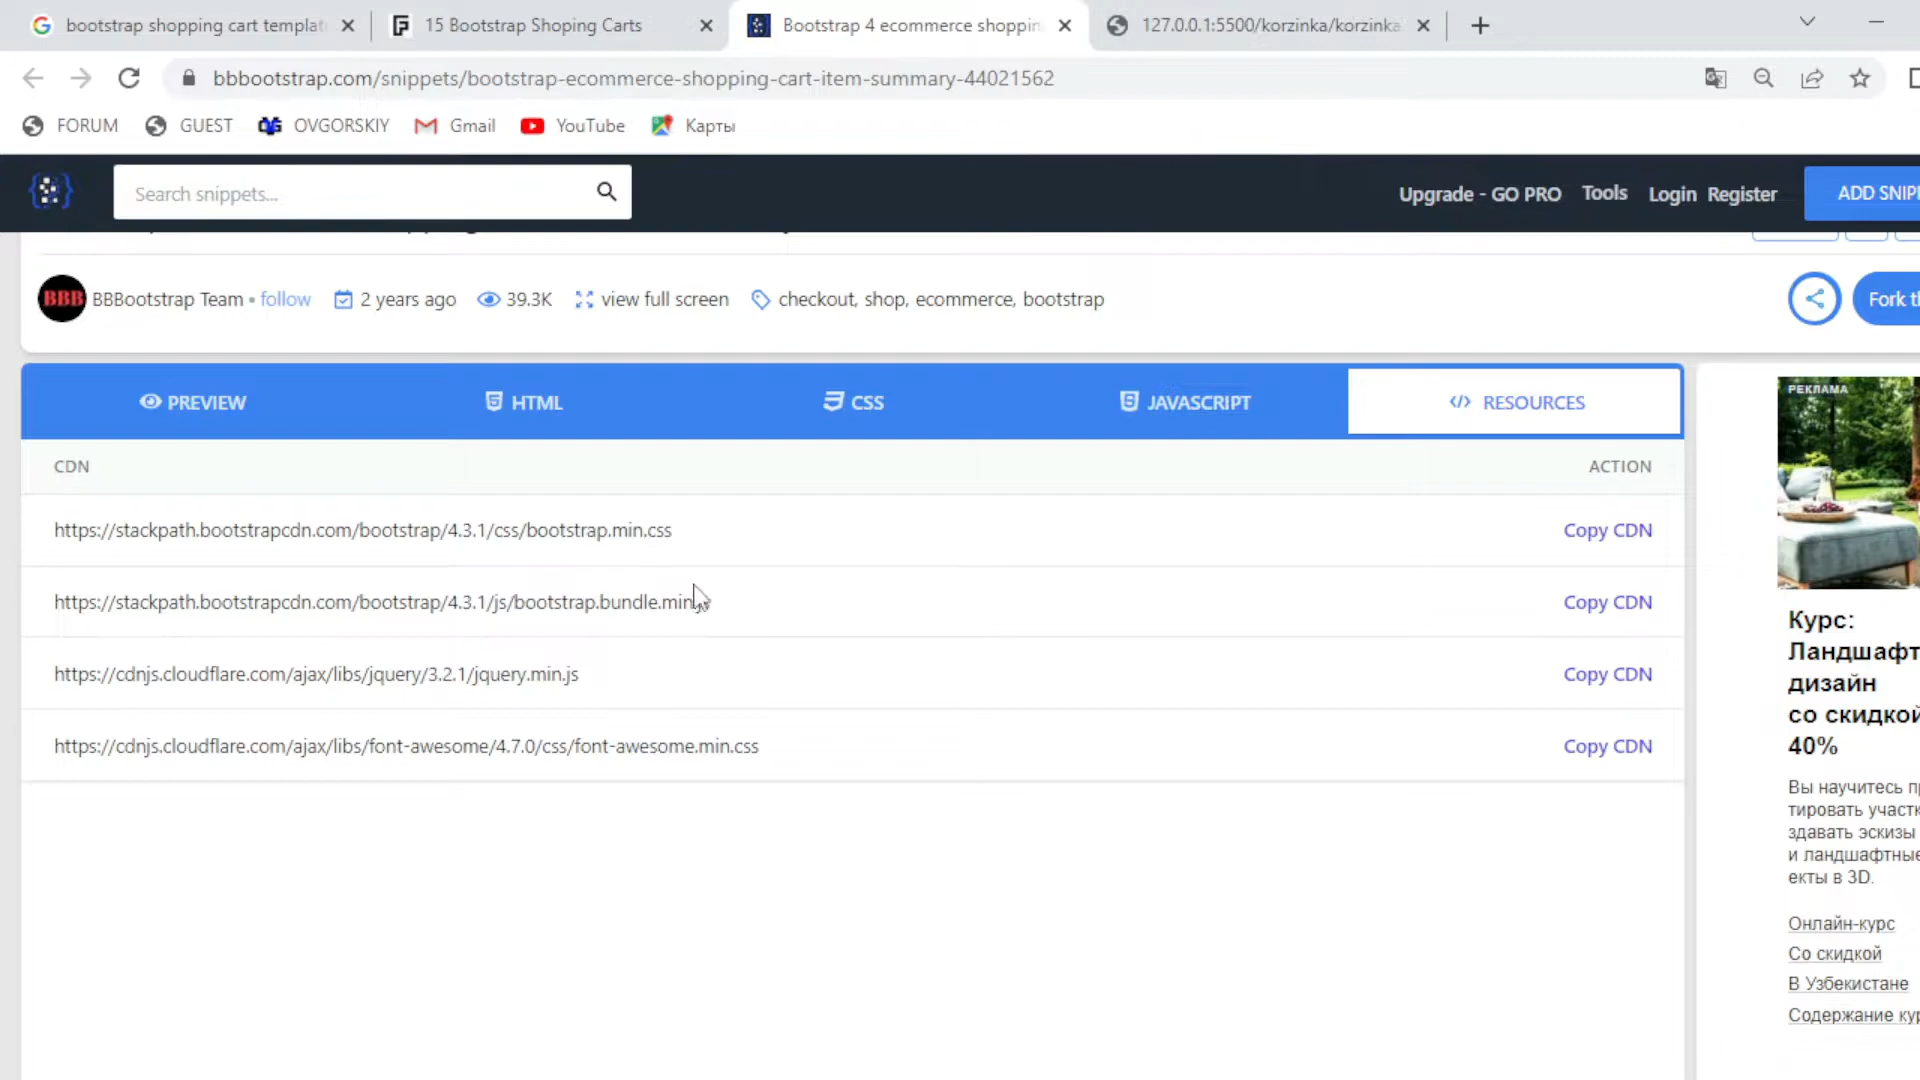 bootstrap shopping cart templat
15 Bootstrap Shoping Carts
Bootstrap 4 ecommerce shoppin
127.0.0.1:5500/korzinka/korzinka
bbbootstrap.com/snippets/bootstrap-ecommerce-shopping-cart-item-summary-44021562
FORUM
GUEST
OVGORSKIY
Gmail
YouTube
Карты
Search snippets...
Upgrade - GO PRO
Tools
Login
Register
ADD SNIP
BBB
BBBootstrap Team • follow
2 years ago
39.3K
view full screen
checkout, shop, ecommerce, bootstrap
Fork t
PREVIEW
HTML
CSS
JAVASCRIPT
RESOURCES
CDN
ACTION
https://stackpath.bootstrapcdn.com/bootstrap/4.3.1/css/bootstrap.min.css
Copy CDN
https://stackpath.bootstrapcdn.com/bootstrap/4.3.1/js/bootstrap.bundle.min.js
Copy CDN
https://cdnjs.cloudflare.com/ajax/libs/jquery/3.2.1/jquery.min.js
Copy CDN
https://cdnjs.cloudflare.com/ajax/libs/font-awesome/4.7.0/css/font-awesome.min.css
Copy CDN
РЕКЛАМА
Курс:
Ландшафт
дизайн
со скидкой
40%
Вы научитесь п
тировать участк
здавать эскизы
и ландшафтные
екты в 3D.
Онлайн-курс
Со скидкой
В Узбекистане
Содержание кур